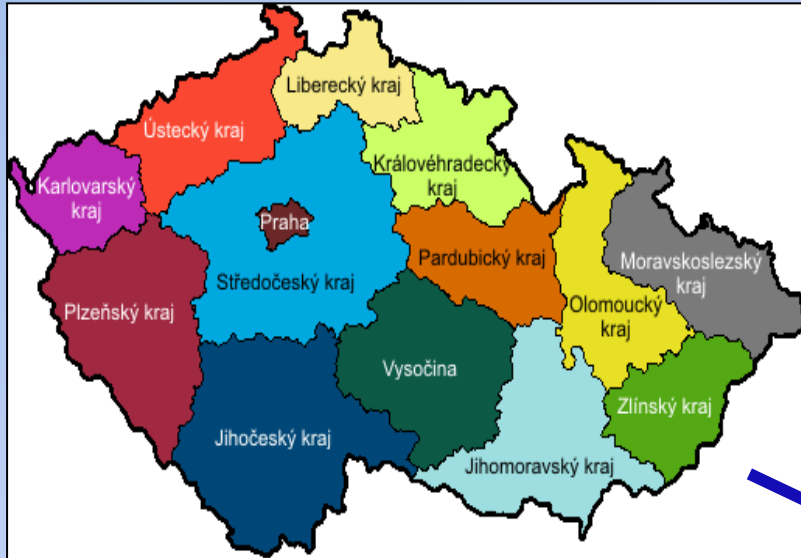 Liberecký kraj
Ústecký kraj
Královéhradecký
kraj
Karlovarský
kraj
Praha
Pardubický kraj
Moravskoslezský
kraj
Středočeský kraj
Olomoucký
kraj
Plzeňský kraj
Vysočina
Zlínský kraj
Jihočeský kraj
Jihomoravský kraj